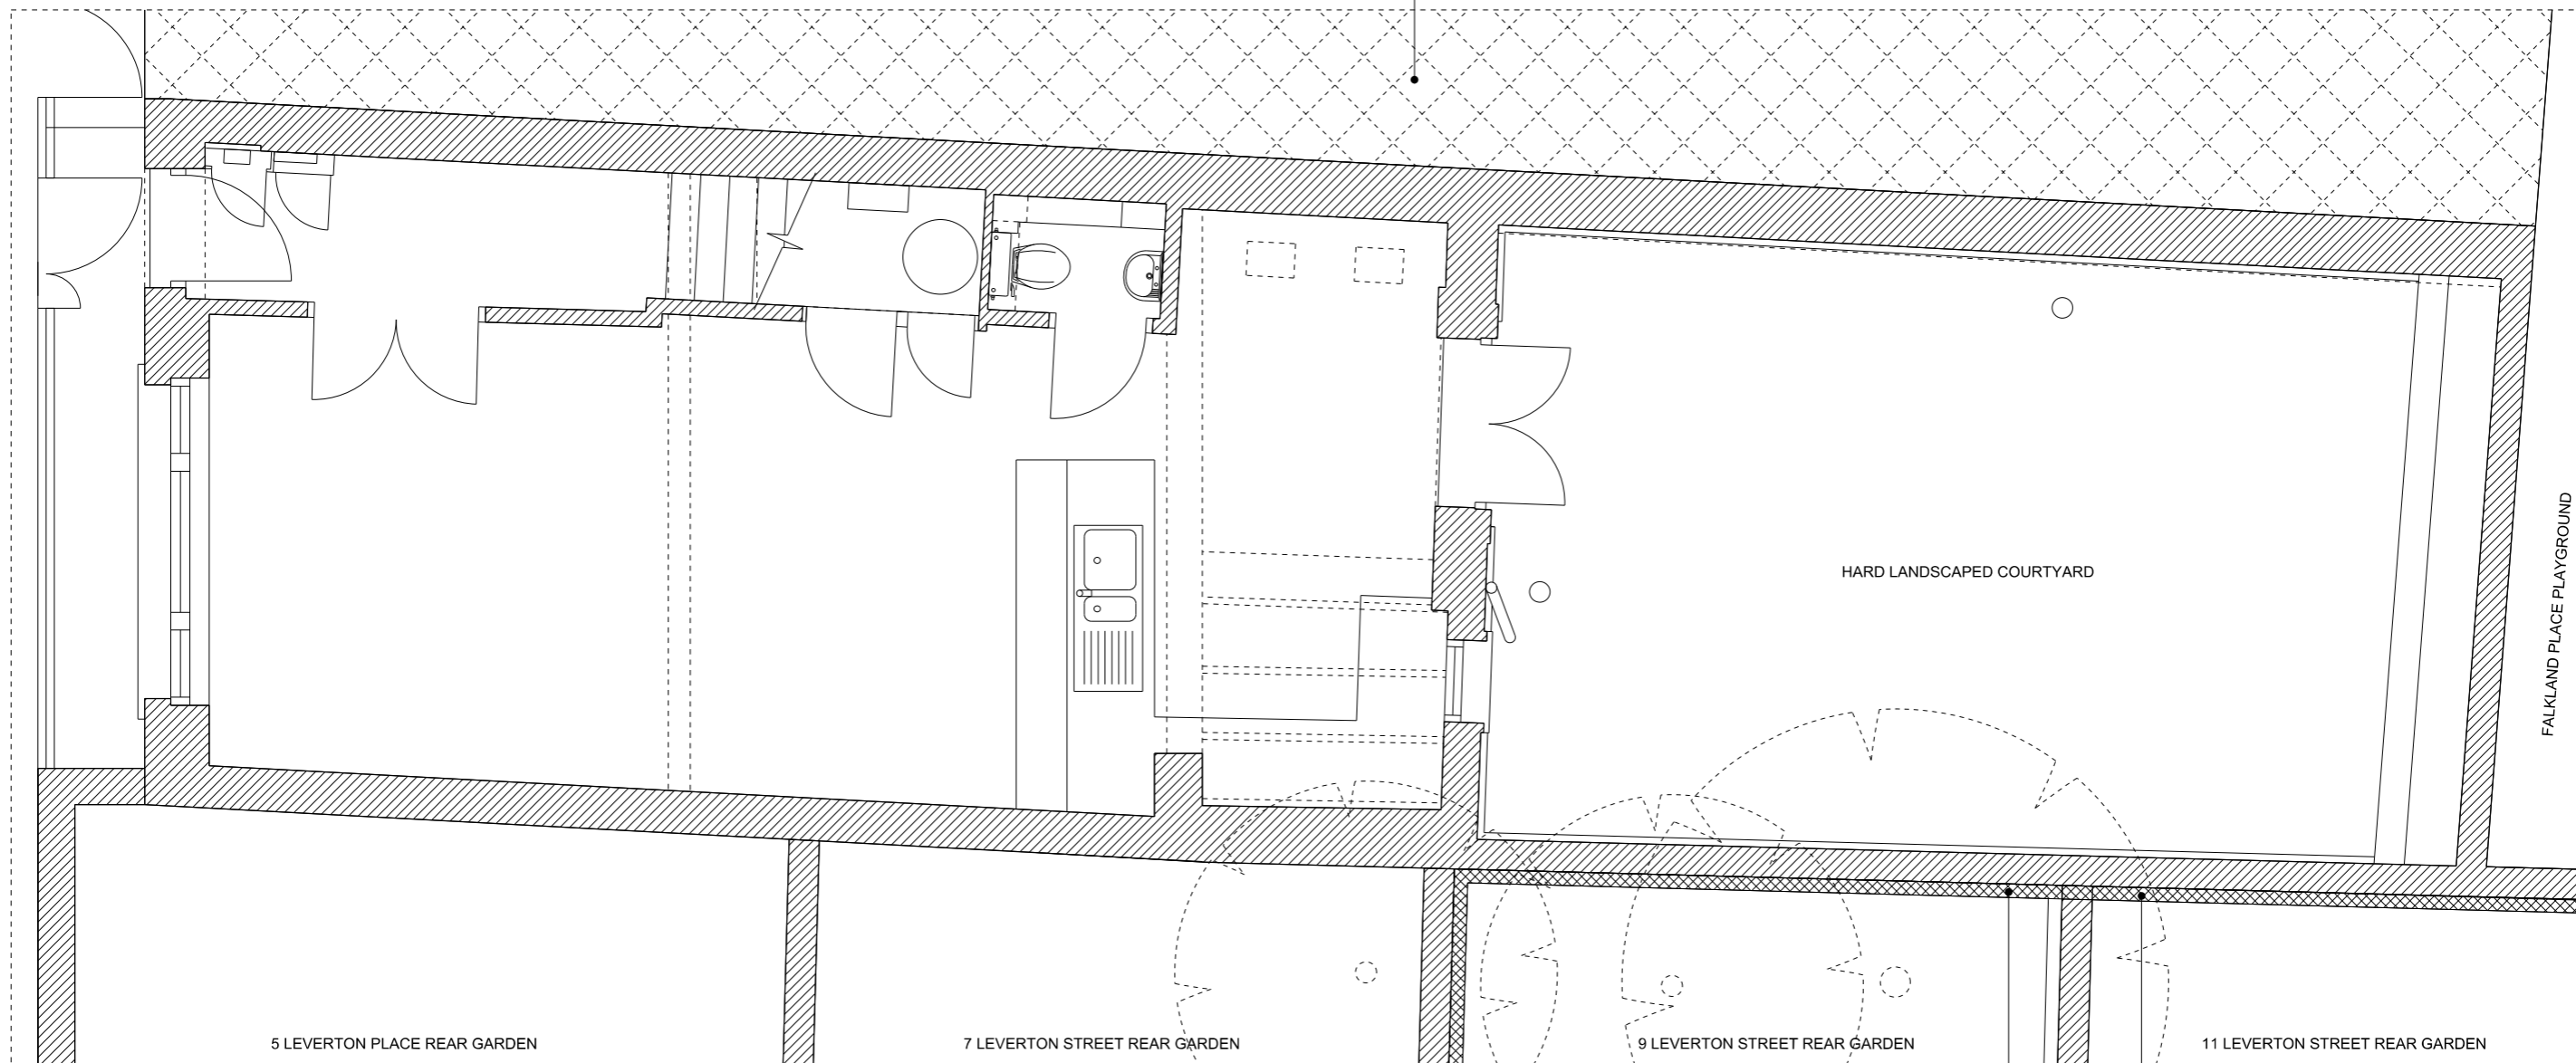 HARD LANDSCAPED COURTYARD
FALKLAND PLACE PLAYGROUND
5 LEVERTON PLACE REAR GARDEN
7 LEVERTON STREET REAR GARDEN
9 LEVERTON STREET REAR GARDEN
11 LEVERTON STREET REAR GARDEN